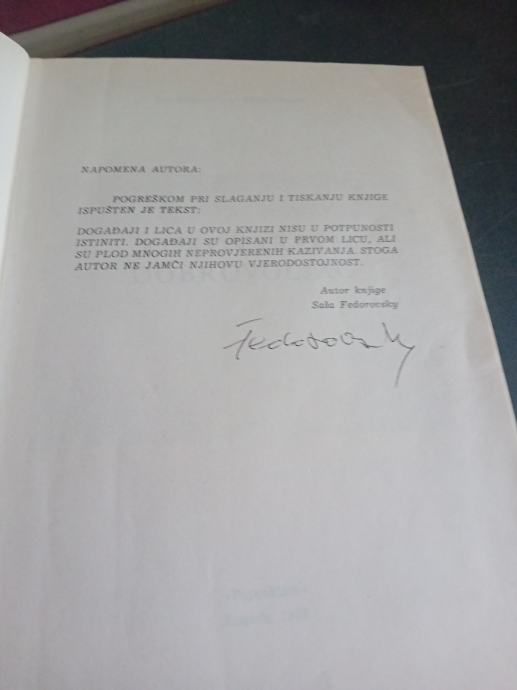 NAPOMENA AUTORA:
POGREŠKOM PRI SLAGANJU I TISKANJU KNJIGE
ISPUŠTEN JE TEKST:
DOGAĐAJI I LICA U OVOJ KNJIZI NISU U POTPUNOSTI
ISTINITI. DOGAĐAJI SU OPISANI U PRVOM LICU, ALI
SU PLOD MNOGIH NEPROVJERENIH KAZIVANJA. STOGA
AUTOR NE JAMČI NJIHOVU VJERODOSTOJNOST.
Autor knjige
Saša Fedorovsky
Fedorovsky